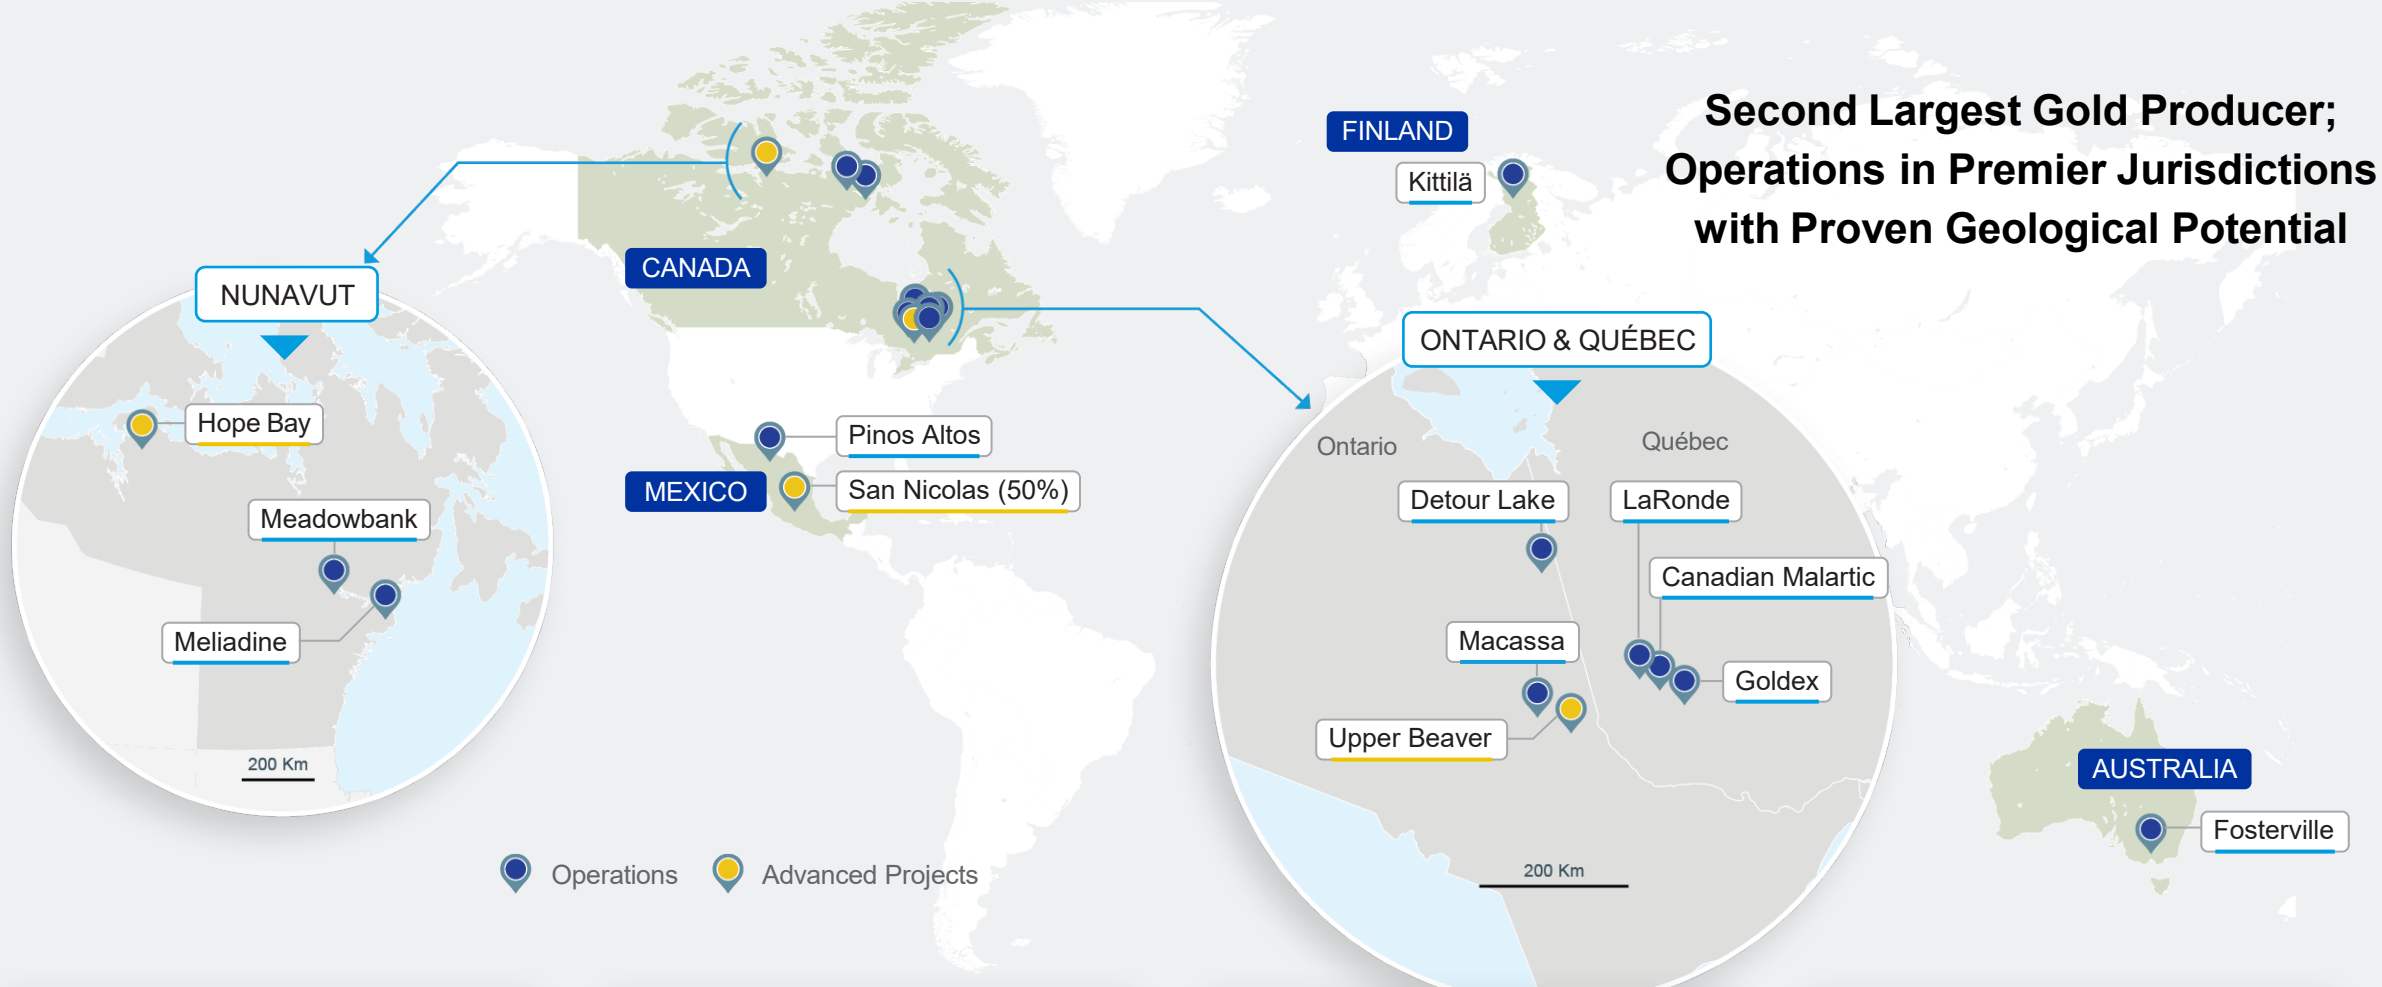 Second Largest Gold Producer;
Operations in Premier Jurisdictions
with Proven Geological Potential
FINLAND
Kittilä
CANADA
NUNAVUT
Hope Bay
Meadowbank
Meliadine
200 Km
Pinos Altos
MEXICO
San Nicolas (50%)
ONTARIO & QUÉBEC
Ontario
Québec
Detour Lake
LaRonde
Canadian Malartic
Macassa
Goldex
Upper Beaver
200 Km
AUSTRALIA
Fosterville
Operations
Advanced Projects